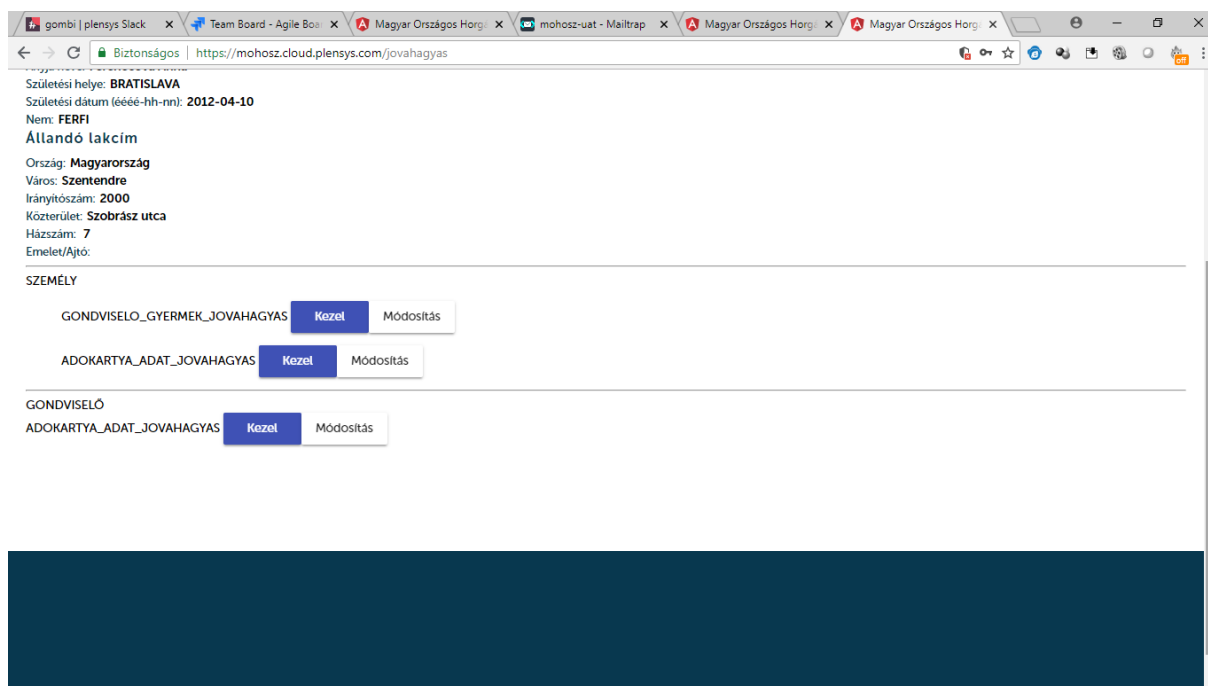 gombi | plensys Slack
Team Board - Agile Boa
Magyar Országos Horg
mohosz-uat - Mailtrap
Magyar Országos Horg
Magyar Országos Horg
Biztonságos | https://mohosz.cloud.plensys.com/jovahagyas
off
Születési helye: BRATISLAVA
Születési dátum (éééé-hh-nn): 2012-04-10
Nem: FERFI
Állandó lakcím
Ország: Magyarország
Város: Szentendre
Irányítószám: 2000
Közterület: Szobrász utca
Házszám: 7
Emelet/Ajtó:
SZEMÉLY
GONDVISELO_GYERMEK_JOVAHAGYAS Kezel Módosítás
ADOKARTYA_ADAT_JOVAHAGYAS Kezel Módosítás
GONDVISELŐ
ADOKARTYA_ADAT_JOVAHAGYAS Kezel Módosítás